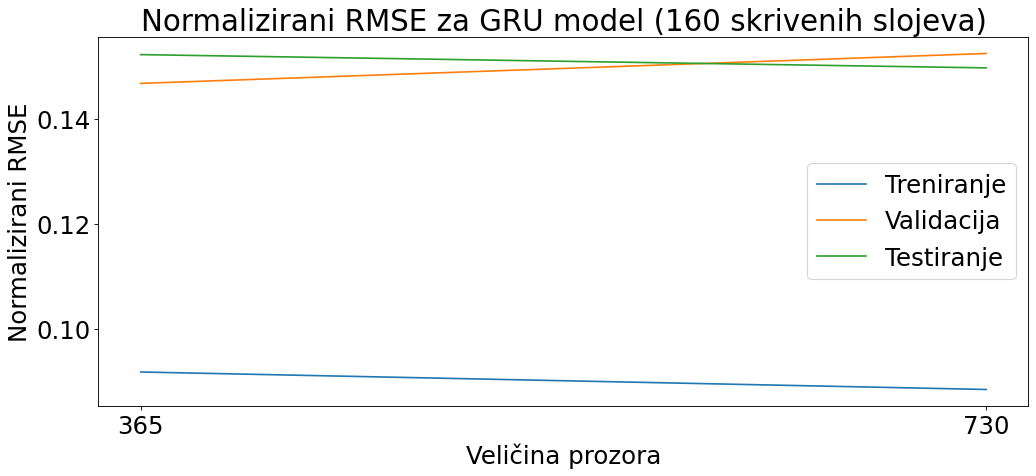 Normalizirani RMSE za GRU model (160 skrivenih slojeva)
Normalizirani RMSE
0.14
0.12
0.10
Treniranje
Validacija
Testiranje
365
730
Veličina prozora